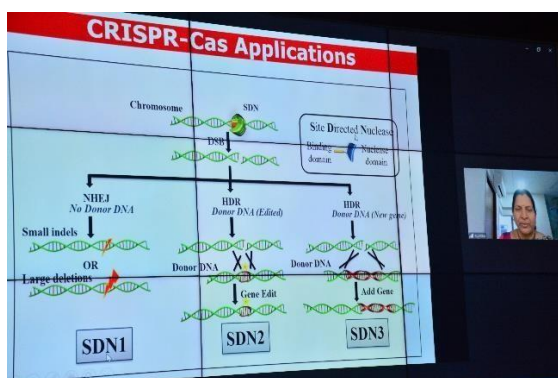 CRISPR-Cas Applications
Chromosome
SDN
Site Directed Nuclease
Binding domain
Nuclease domain
DSB
NHEJ
No Donor DNA
HDR
Donor DNA (Edited)
HDR
Donor DNA (New gene)
Small indels
OR
Large deletions
Donor DNA
Gene Edit
Donor DNA
Add Gene
SDN1
SDN2
SDN3